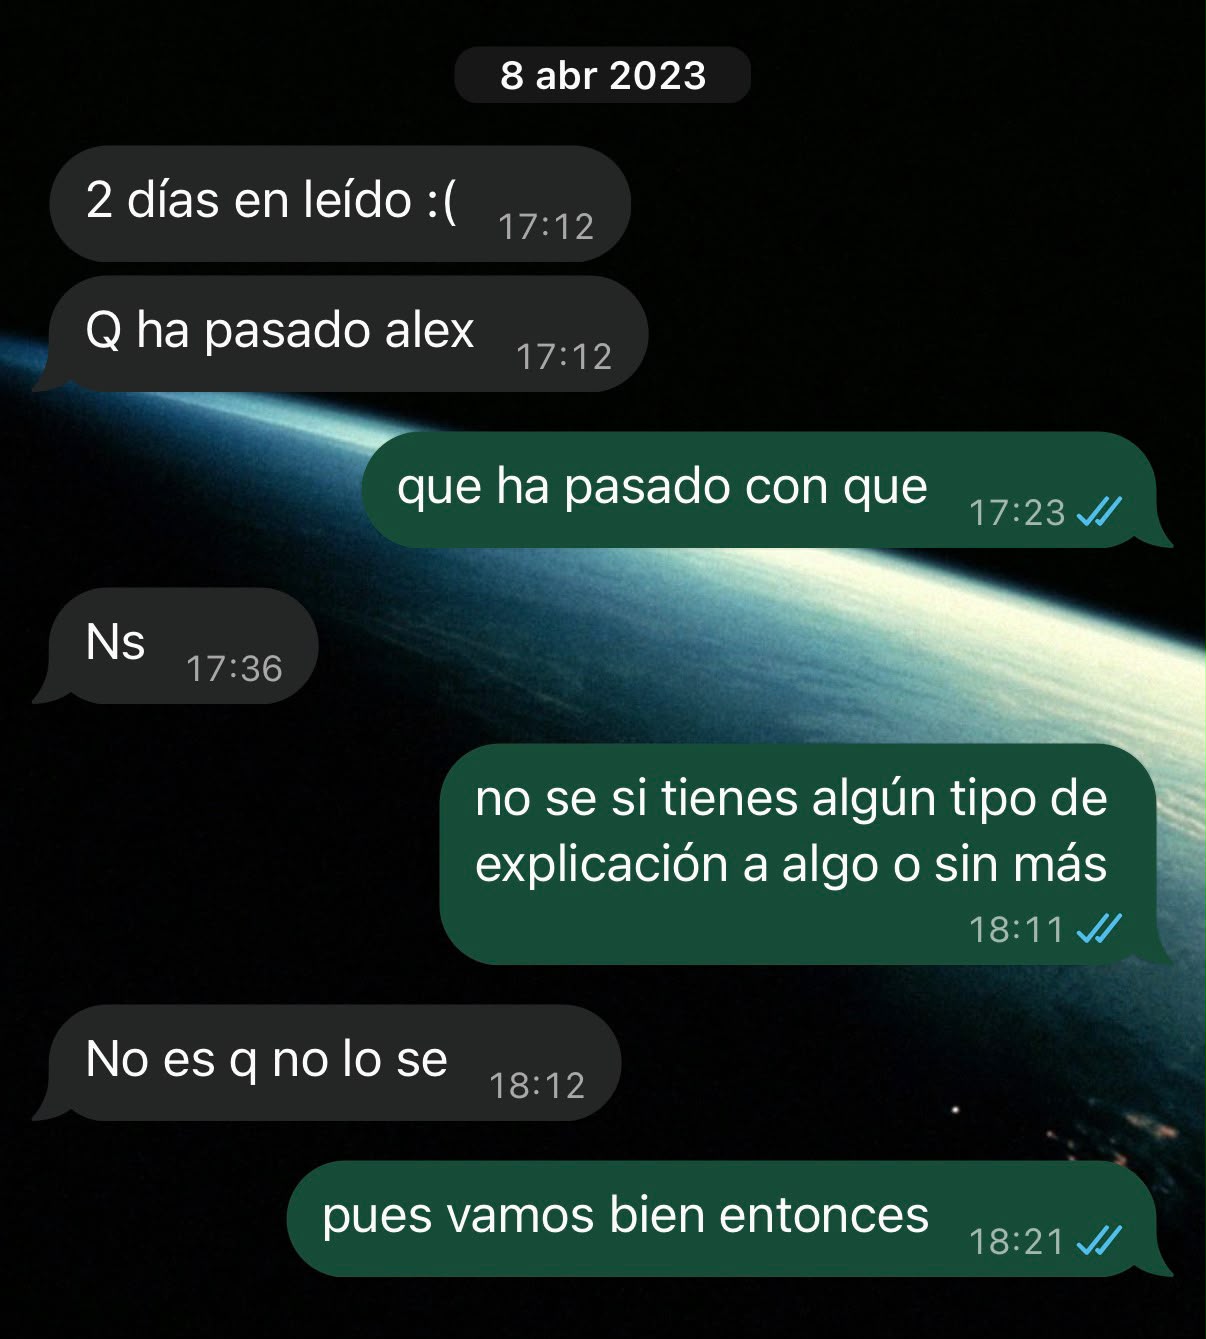 8 abr 2023
2 días en leído :(
17:12
Q ha pasado alex
17:12
que ha pasado con que
17:23
Ns
17:36
no se si tienes algún tipo de
explicación a algo o sin más
18:11
No es q no lo se
18:12
pues vamos bien entonces
18:21